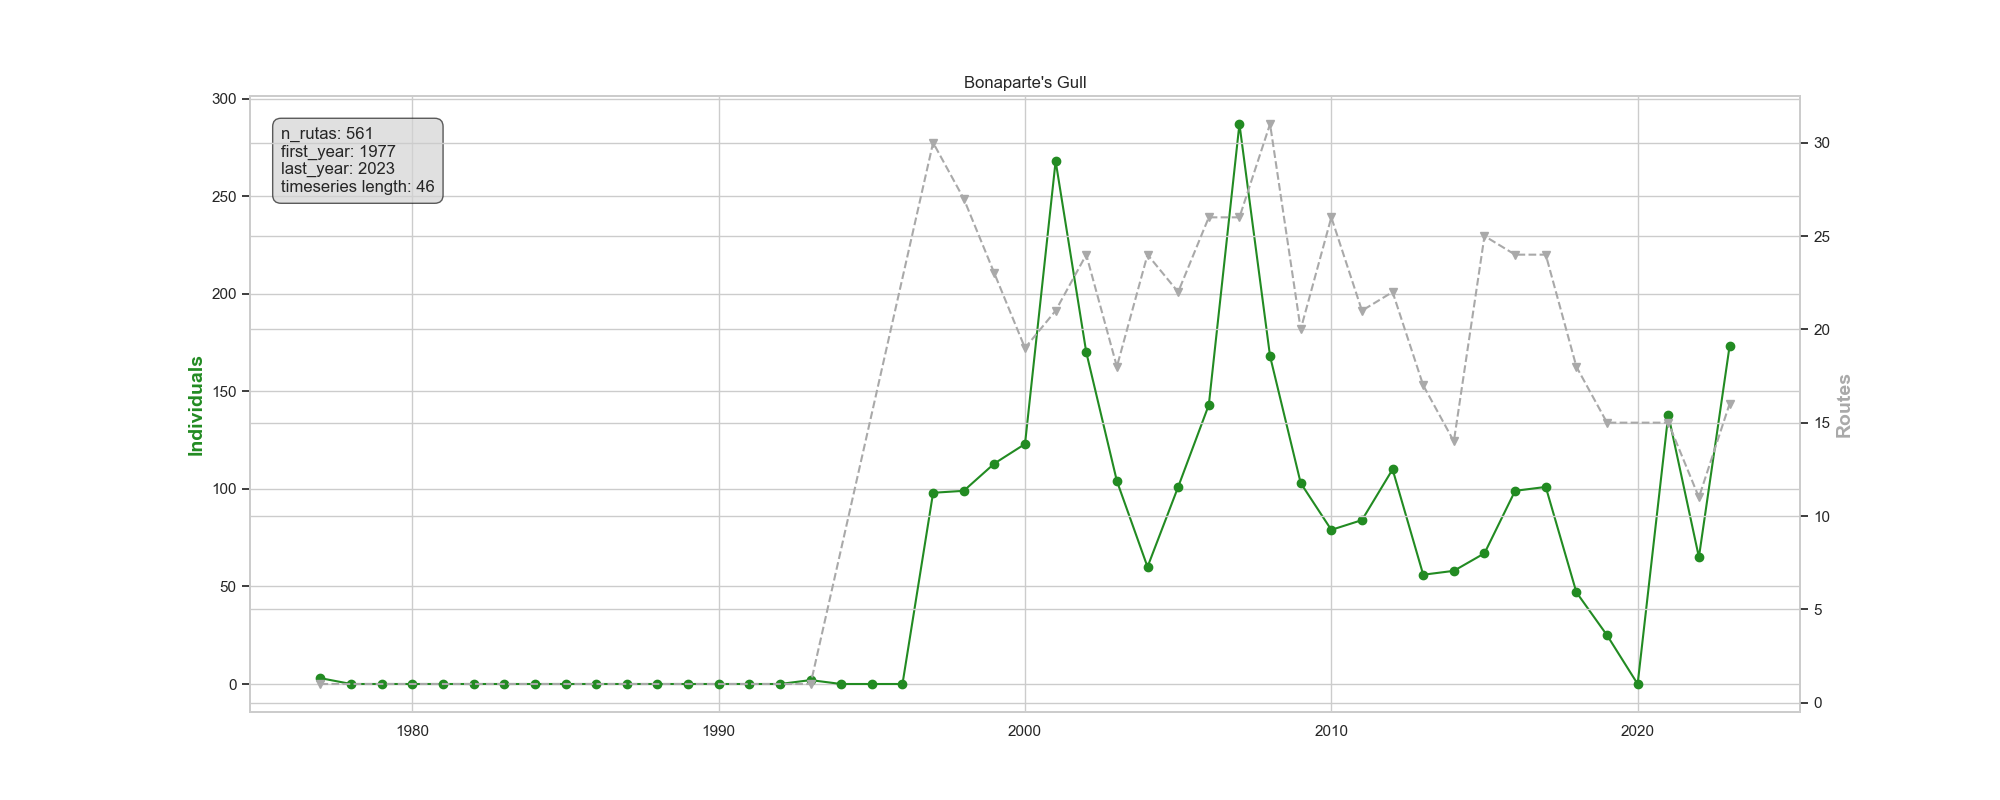 Bonaparte's Gull
n_rutas: 561
first_year: 1977
last_year: 2023
timeseries length: 46
Individuals
300
250
200
150
100
50
0
Routes
30
25
20
15
10
5
0
1980 1990 2000 2010 2020